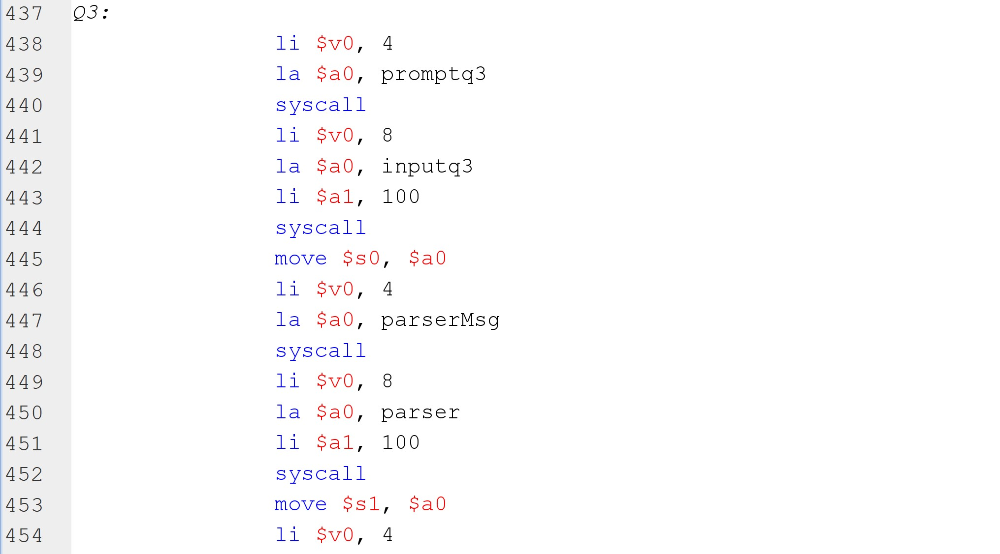 437 Q3:
438 li $v0, 4
439 la $a0, promptq3
440 syscall
441 li $v0, 8
442 la $a0, inputq3
443 li $a1, 100
444 syscall
445 move $s0, $a0
446 li $v0, 4
447 la $a0, parserMsg
448 syscall
449 li $v0, 8
450 la $a0, parser
451 li $a1, 100
452 syscall
453 move $s1, $a0
454 li $v0, 4